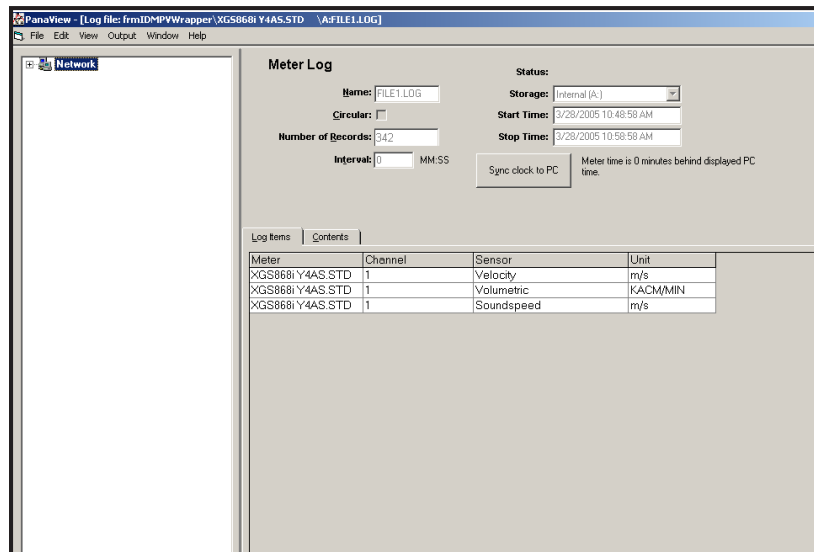 PanaView - [Log file: frmIDMPVWrapper\XGS868i Y4AS.STD \A:FILE1.LOG]
File Edit View Output Window Help
Network
Meter Log
Status:
Name: FILE1.LOG
Storage: Internal (A:)
Circular:
Start Time: 3/28/2005 10:48:58 AM
Number of Records: 342
Stop Time: 3/28/2005 10:58:58 AM
Interval: 0 MM:SS
Sync clock to PC
Meter time is 0 minutes behind displayed PC
time.
Log Items Contents
Meter Channel Sensor Unit
XGS868i Y4AS.STD 1 Velocity m/s
XGS868i Y4AS.STD 1 Volumetric KACM/MIN
XGS868i Y4AS.STD 1 Soundspeed m/s